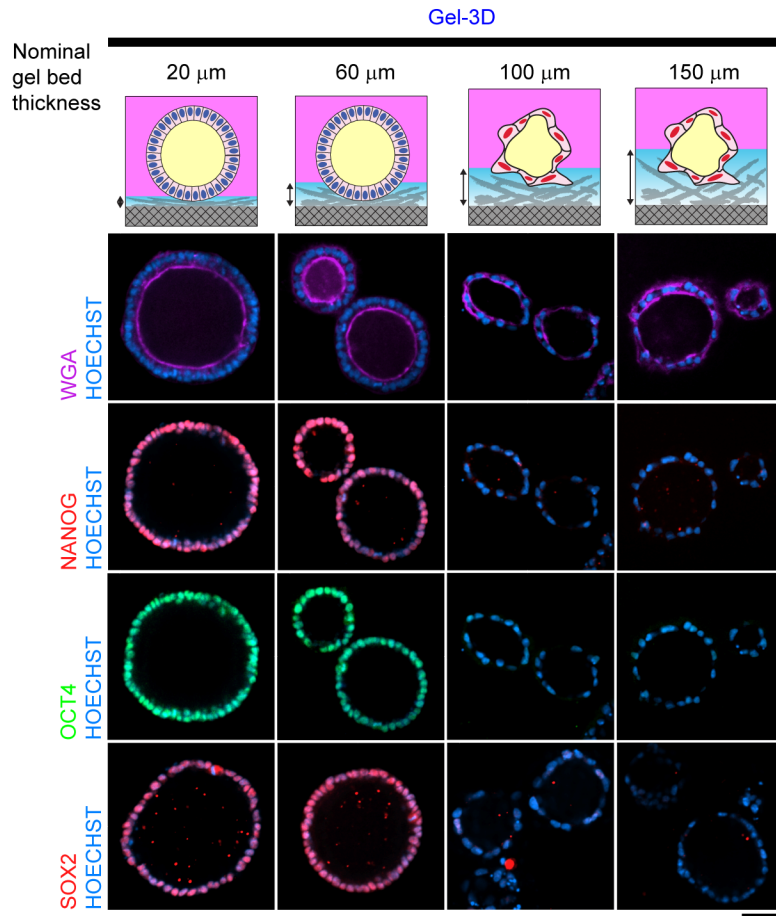 Gel-3D
Nominal
gel bed
thickness
20 μm
60 μm
100 μm
150 μm
WGA
HOECHST
NANOG
HOECHST
OCT4
HOECHST
SOX2
HOECHST